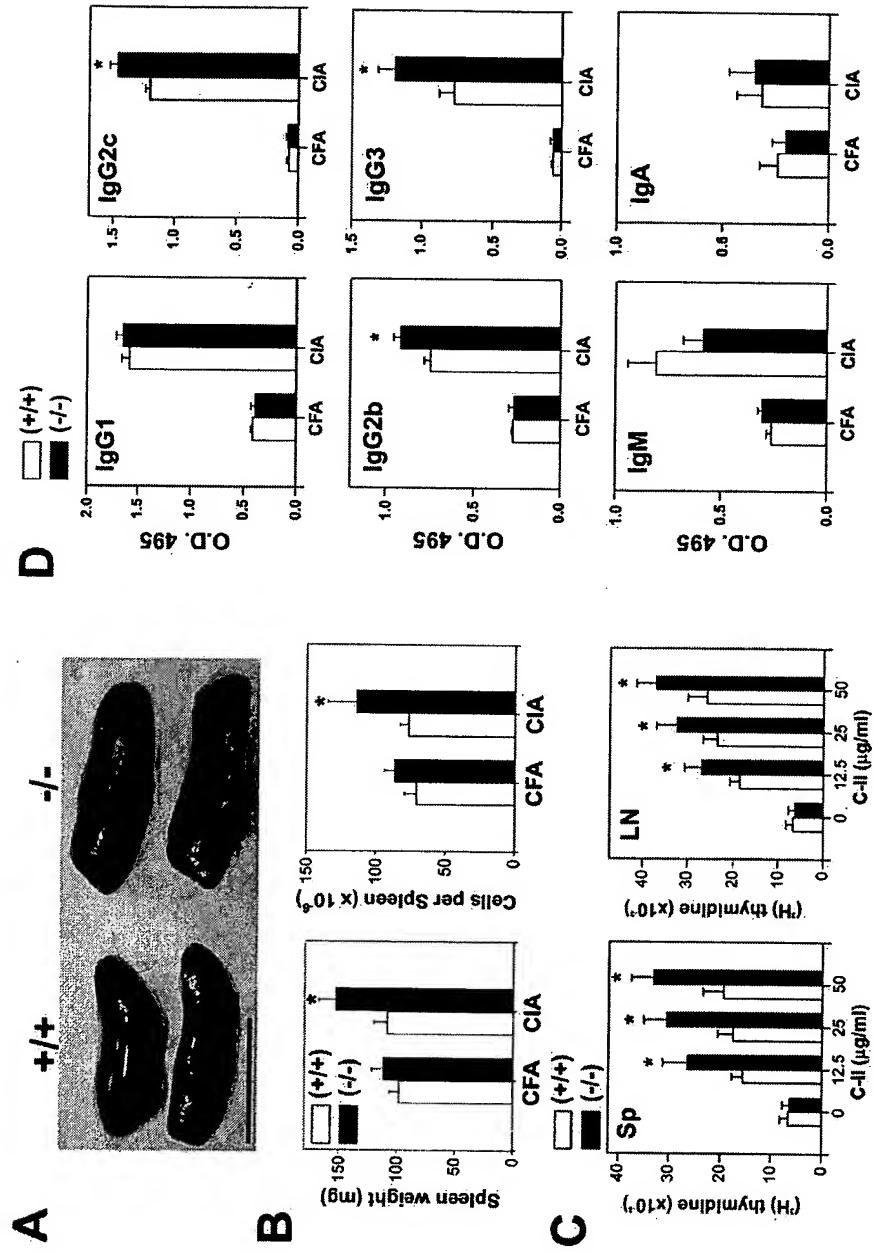 A
+/+
-/-
B
Spleen weight (mg)
150
100
50
0
(+/+)
(-/-)
*
CFA
CIA
Cells per Spleen (x 10⁻⁶)
150
100
50
0
*
CFA
CIA
C
(+/+)
(-/-)
Sp
(³H) thymidine (x10³)
40
30
20
10
0
*
*
*
0
12.5
25
50
C-II (µg/ml)
LN
(³H) thymidine (x10³)
40
30
20
10
0
*
*
*
0
12.5
25
50
C-II (µg/ml)
D
(+/+)
(-/-)
IgG1
O.D. 495
2.0
1.5
1.0
0.5
0.0
CFA
CIA
IgG2c
1.5
1.0
0.5
0.0
*
CFA
CIA
IgG2b
O.D. 495
1.0
0.5
0.0
*
CFA
CIA
IgG3
1.5
1.0
0.5
0.0
*
CFA
CIA
IgM
O.D. 495
1.0
0.5
0.0
CFA
CIA
IgA
1.0
0.5
0.0
CFA
CIA